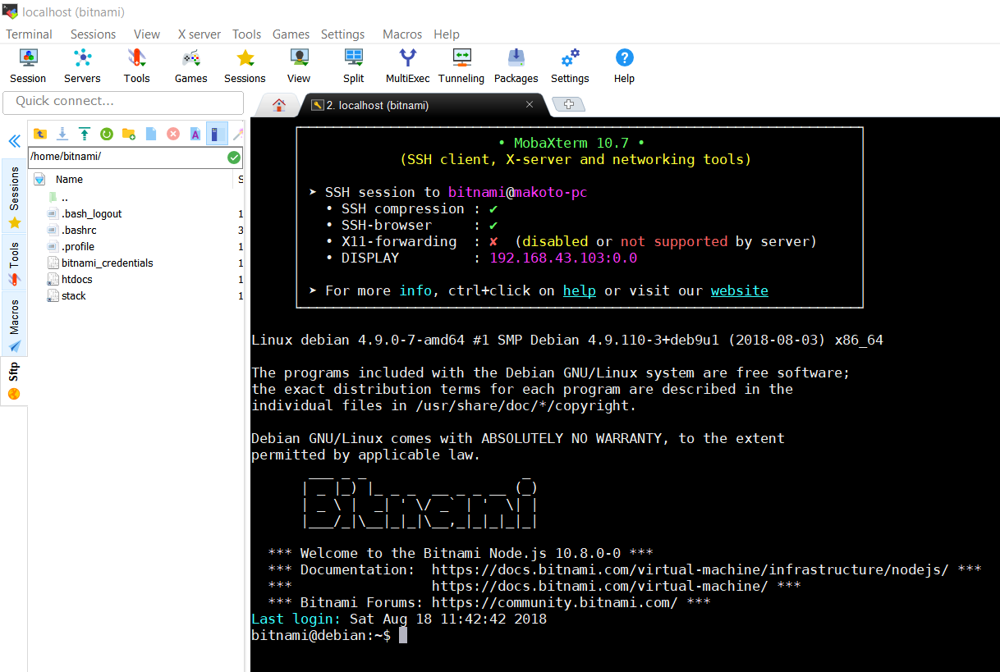 localhost (bitnami)
Terminal Sessions View X server Tools Games Settings Macros Help
Session Servers Tools Games Sessions View Split MultiExec Tunneling Packages Settings Help
Quick connect...
2. localhost (bitnami)
/home/bitnami/
Name S
..
.bash_logout 1
.bashrc 3
.profile 1
bitnami_credentials 1
htdocs 1
stack 1
Sessions
Tools
Macros
Sftp
• MobaXterm 10.7 •
(SSH client, X-server and networking tools)
➤ SSH session to bitnami@makoto-pc
• SSH compression : ✔
• SSH-browser : ✔
• X11-forwarding : ✘ (disabled or not supported by server)
• DISPLAY : 192.168.43.103:0.0
➤ For more info, ctrl+click on help or visit our website
Linux debian 4.9.0-7-amd64 #1 SMP Debian 4.9.110-3+deb9u1 (2018-08-03) x86_64
The programs included with the Debian GNU/Linux system are free software;
the exact distribution terms for each program are described in the
individual files in /usr/share/doc/*/copyright.
Debian GNU/Linux comes with ABSOLUTELY NO WARRANTY, to the extent
permitted by applicable law.
Bitnami
*** Welcome to the Bitnami Node.js 10.8.0-0 ***
*** Documentation: https://docs.bitnami.com/virtual-machine/infrastructure/nodejs/ ***
*** https://docs.bitnami.com/virtual-machine/ ***
*** Bitnami Forums: https://community.bitnami.com/ ***
Last login: Sat Aug 18 11:42:42 2018
bitnami@debian:~$